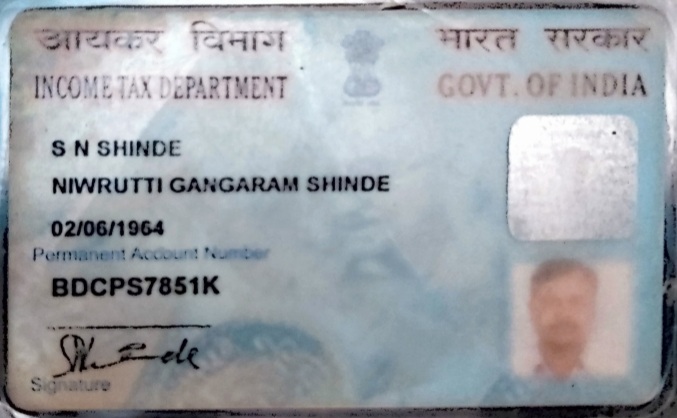 आयकर विभाग
भारत सरकार
INCOME TAX DEPARTMENT
GOVT. OF INDIA
S N SHINDE
NIWRUTTI GANGARAM SHINDE
02/06/1964
Permanent Account Number
BDCPS7851K
Signature